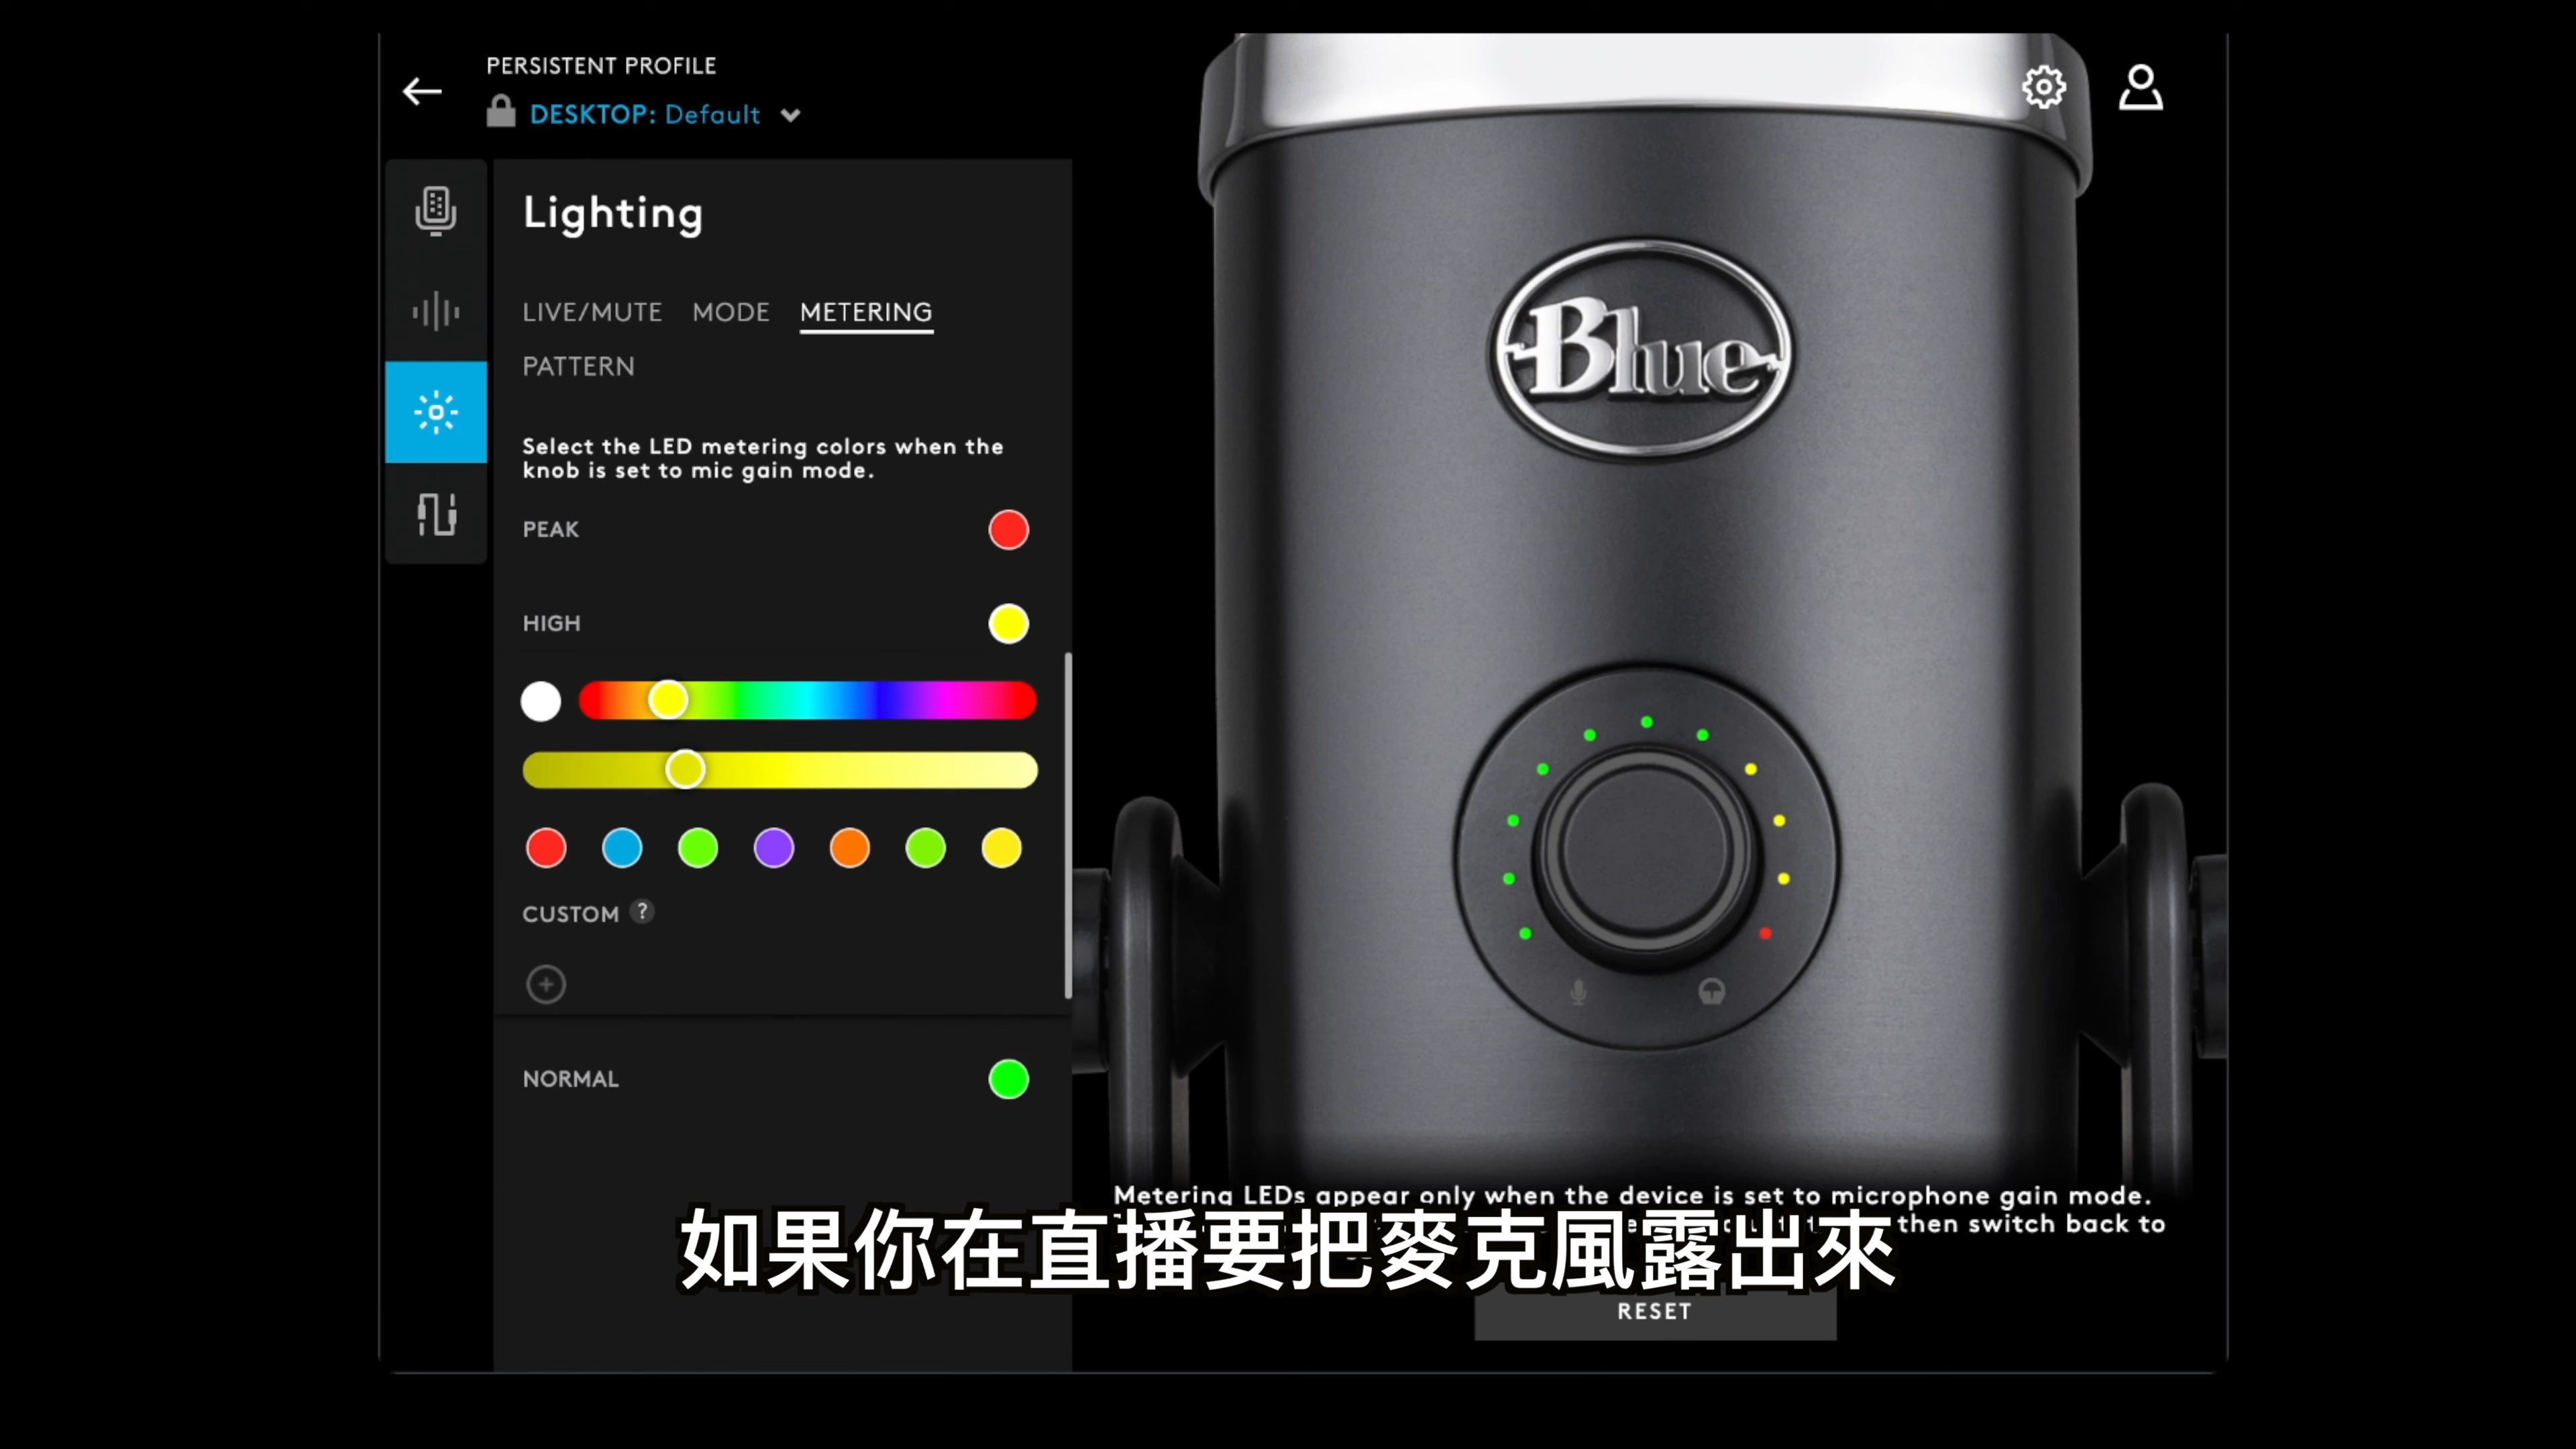 PERSISTENT PROFILE
DESKTOP: Default
Lighting
LIVE/MUTE MODE METERING
PATTERN
Select the LED metering colors when the
knob is set to mic gain mode.
PEAK
HIGH
CUSTOM ?
NORMAL
Blue
Metering LEDs appear only when the device is set to microphone gain mode.
then switch back to
如果你在直播要把麥克風露出來
RESET